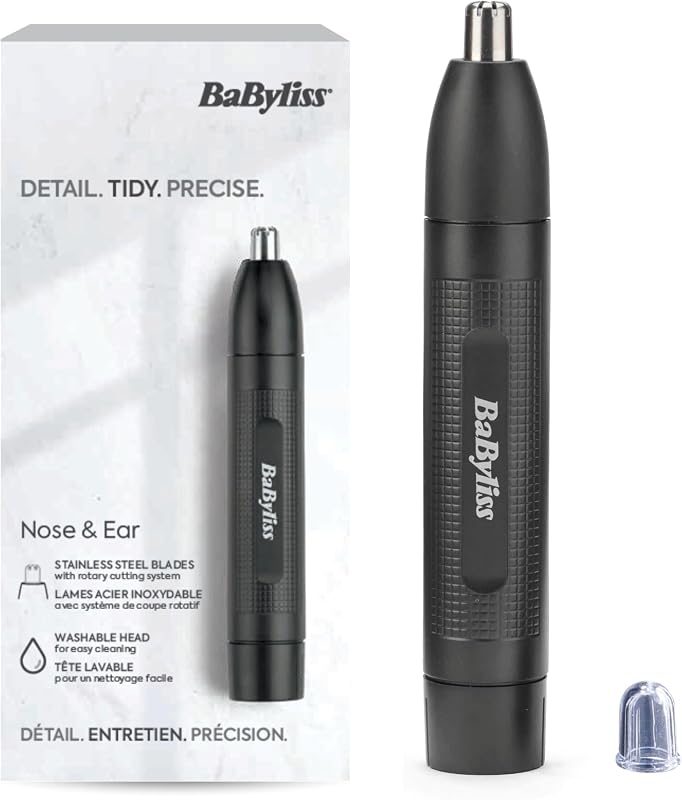 BaByliss
DETAIL. TIDY. PRECISE.
BaByliss
Nose & Ear
STAINLESS STEEL BLADES
with rotary cutting system
LAMES ACIER INOXYDABLE
avec système de coupe rotatif
WASHABLE HEAD
for easy cleaning
TÊTE LAVABLE
pour un nettoyage facile
DÉTAIL. ENTRETIEN. PRÉCISION.
BaByliss